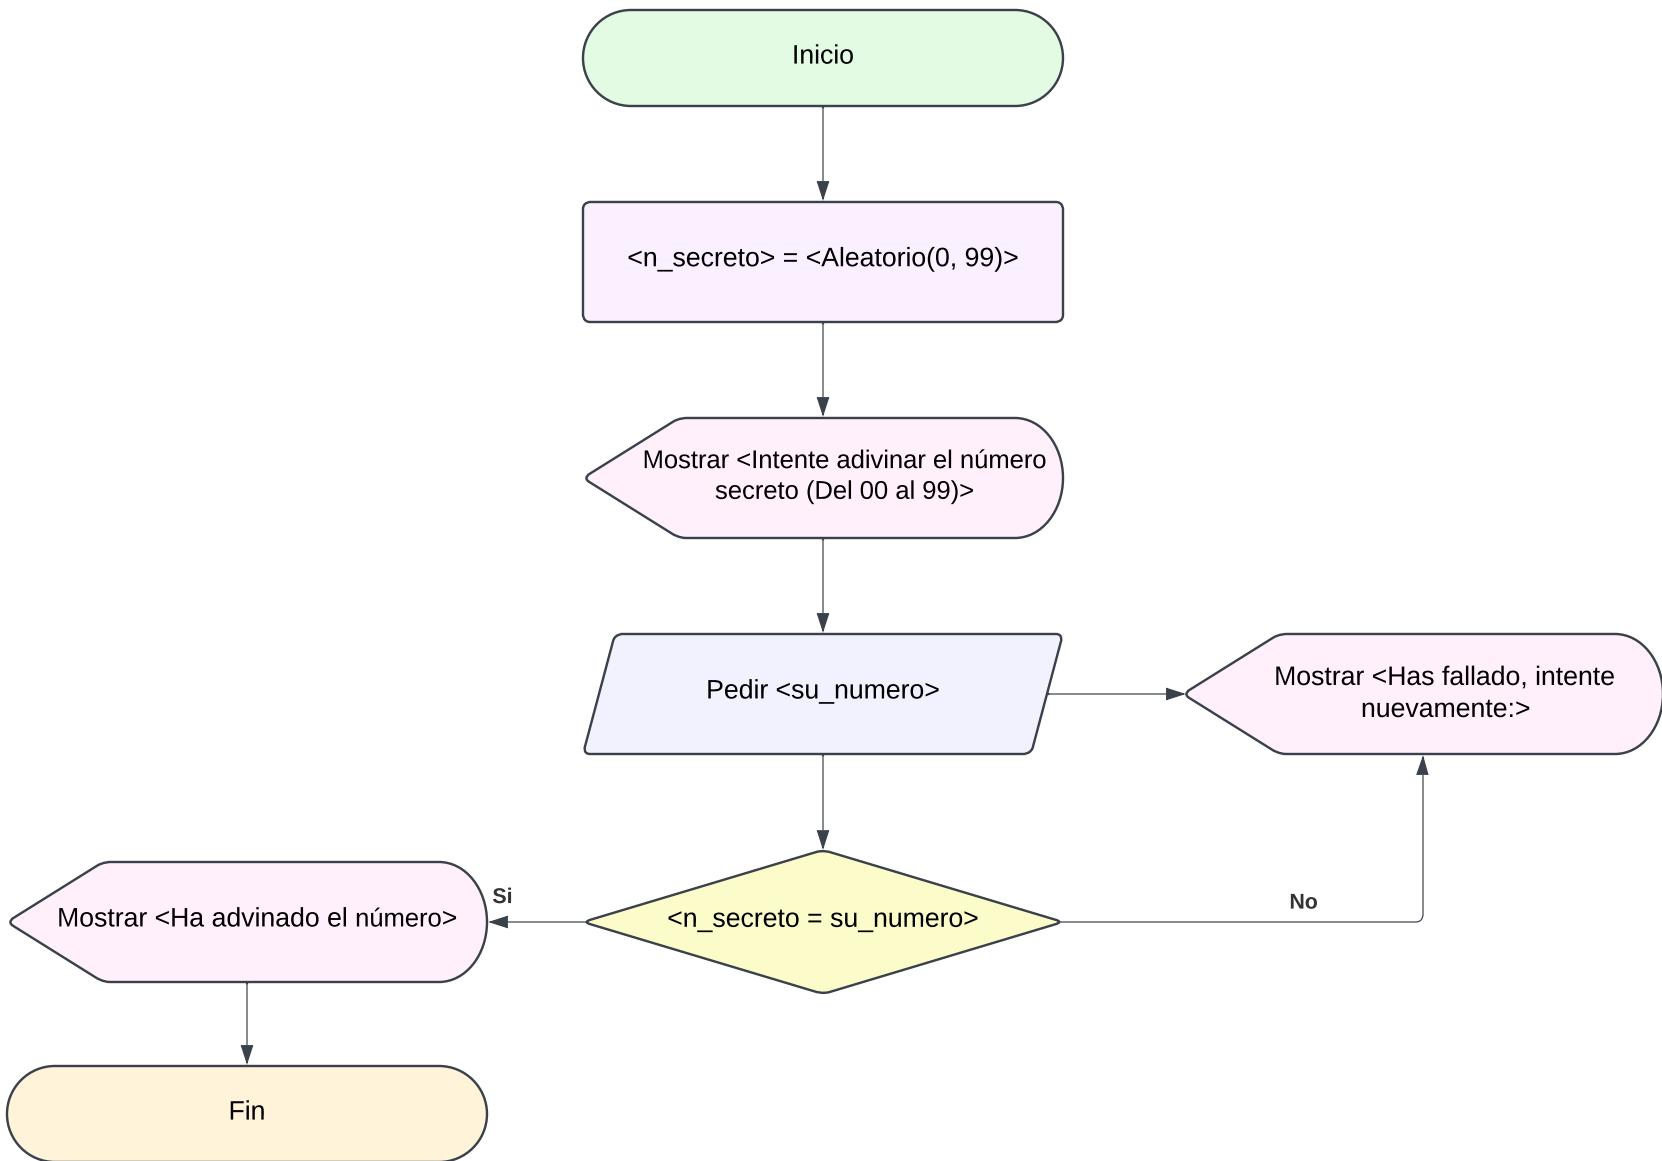 Inicio
<n_secreto> = <Aleatorio(0, 99)>
Mostrar <Intente adivinar el número
secreto (Del 00 al 99)>
Pedir <su_numero>
Mostrar <Has fallado, intente
nuevamente:>
Mostrar <Ha advinado el número>
Si
<n_secreto = su_numero>
No
Fin